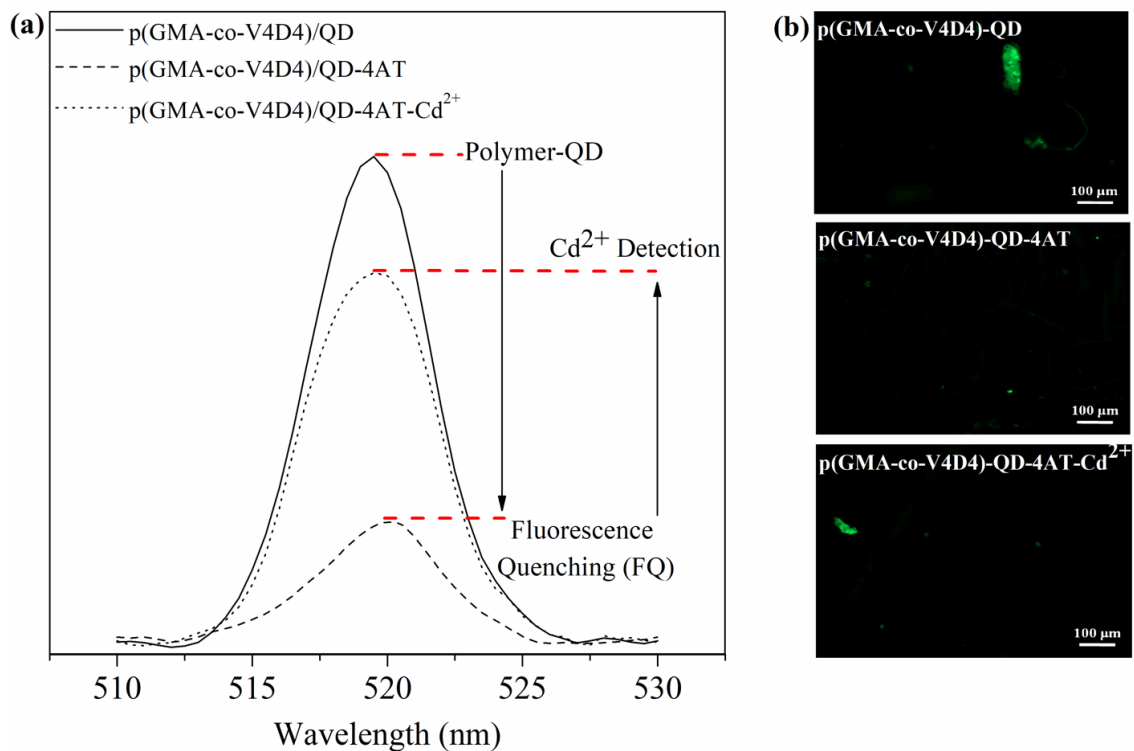 (a)
p(GMA-co-V4D4)/QD
p(GMA-co-V4D4)/QD-4AT
p(GMA-co-V4D4)/QD-4AT-Cd²⁺
Polymer-QD
Cd²⁺ Detection
Fluorescence
Quenching (FQ)
510 515 520 525 530
Wavelength (nm)
(b)
p(GMA-co-V4D4)-QD
100 µm
p(GMA-co-V4D4)-QD-4AT
100 µm
p(GMA-co-V4D4)-QD-4AT-Cd²⁺
100 µm